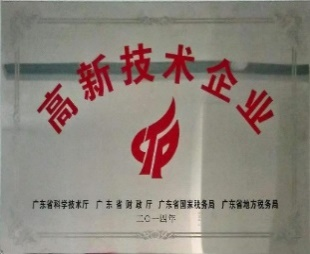 高新技术企业
广东省科学技术厅 广东省财政厅 广东省国家税务局 广东省地方税务局
二〇一四年